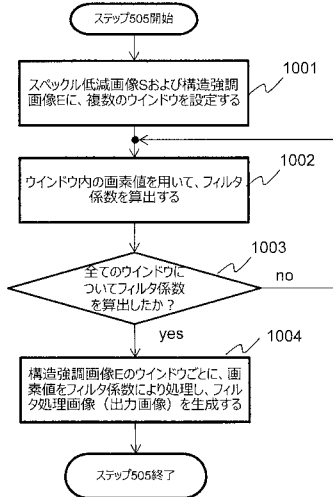 ステップ505開始
1001
スペックル低減画像Sおよび構造強調
画像Eに、複数のウインドウを設定する
1002
ウインドウ内の画素値を用いて、フィルタ
係数を算出する
1003
全てのウインドウに
ついてフィルタ係数
を算出したか？
no
yes
1004
構造強調画像Eのウインドウごとに、画
素値をフィルタ係数により処理し、フィル
タ処理画像（出力画像）を生成する
ステップ505終了